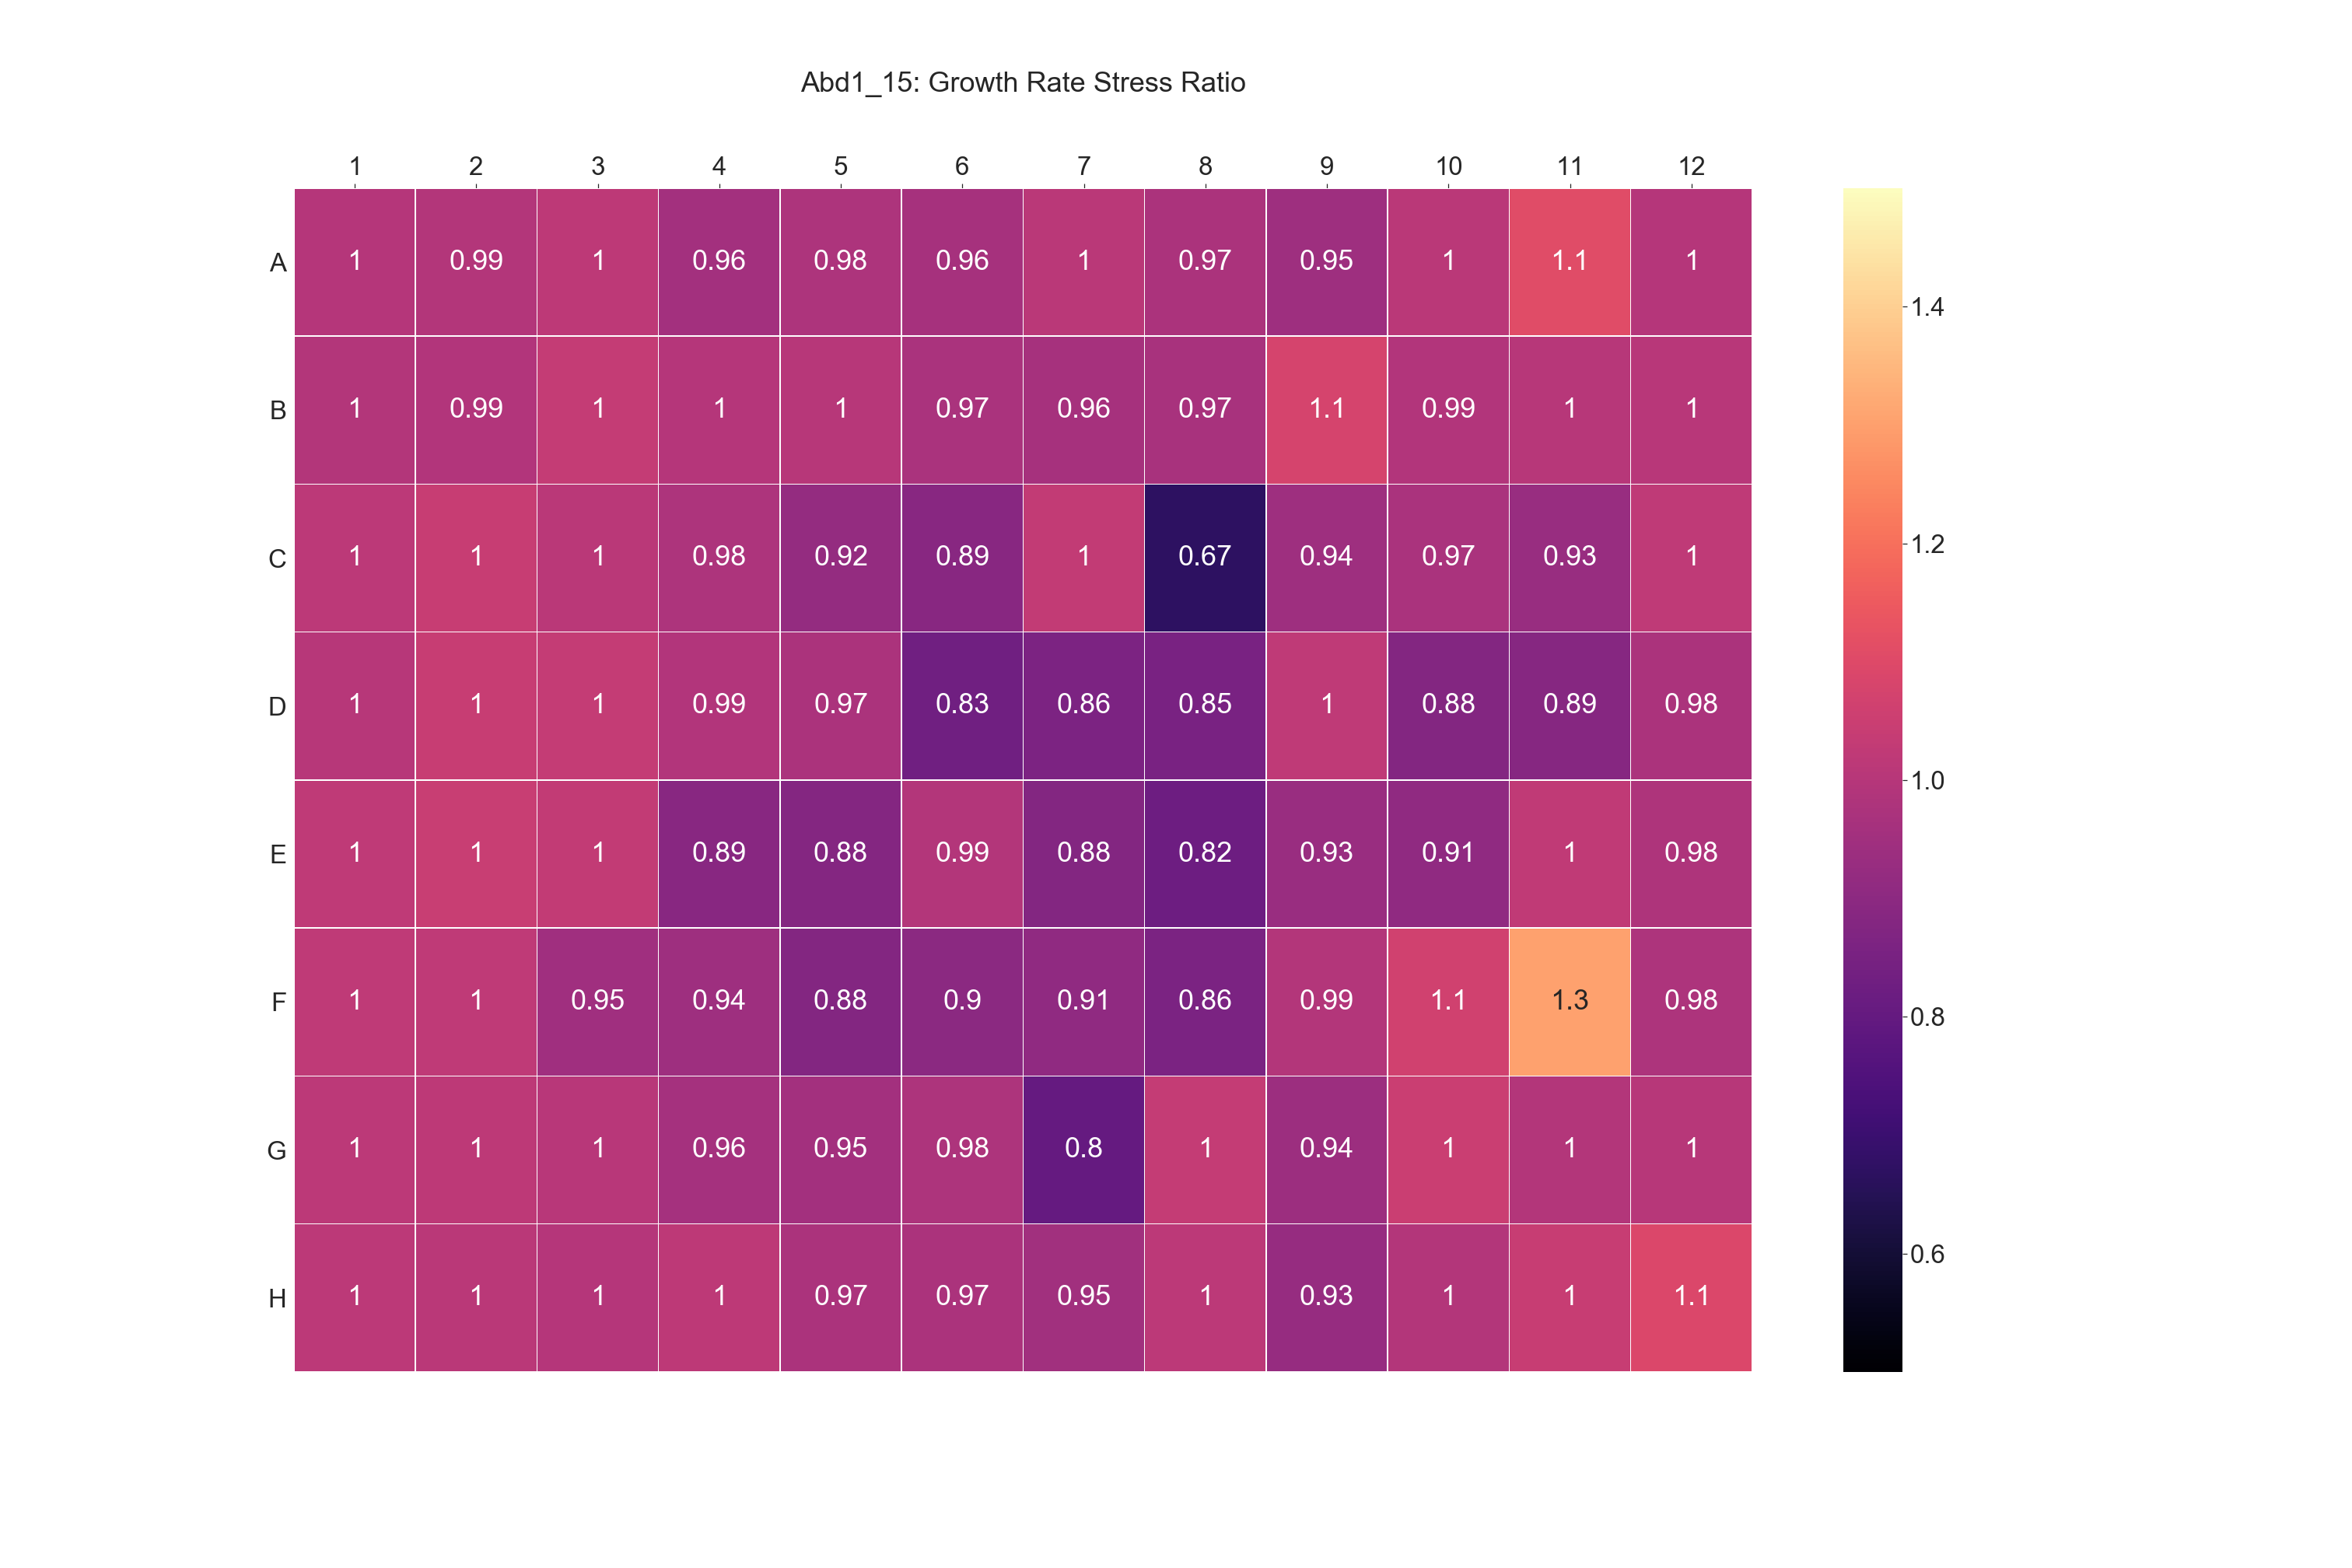 Abd1_15: Growth Rate Stress Ratio
1 2 3 4 5 6 7 8 9 10 11 12
A 1 0.99 1 0.96 0.98 0.96 1 0.97 0.95 1 1.1 1
B 1 0.99 1 1 1 0.97 0.96 0.97 1.1 0.99 1 1
C 1 1 1 0.98 0.92 0.89 1 0.67 0.94 0.97 0.93 1
D 1 1 1 0.99 0.97 0.83 0.86 0.85 1 0.88 0.89 0.98
E 1 1 1 0.89 0.88 0.99 0.88 0.82 0.93 0.91 1 0.98
F 1 1 0.95 0.94 0.88 0.9 0.91 0.86 0.99 1.1 1.3 0.98
G 1 1 1 0.96 0.95 0.98 0.8 1 0.94 1 1 1
H 1 1 1 1 0.97 0.97 0.95 1 0.93 1 1 1.1
1.4
1.2
1.0
0.8
0.6